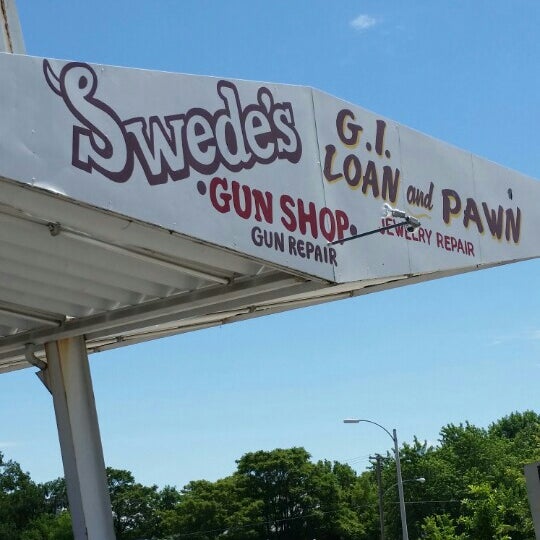 Swede's
•GUN SHOP•
GUN REPAIR
G.I.
LOAN and PAWN
JEWELRY REPAIR